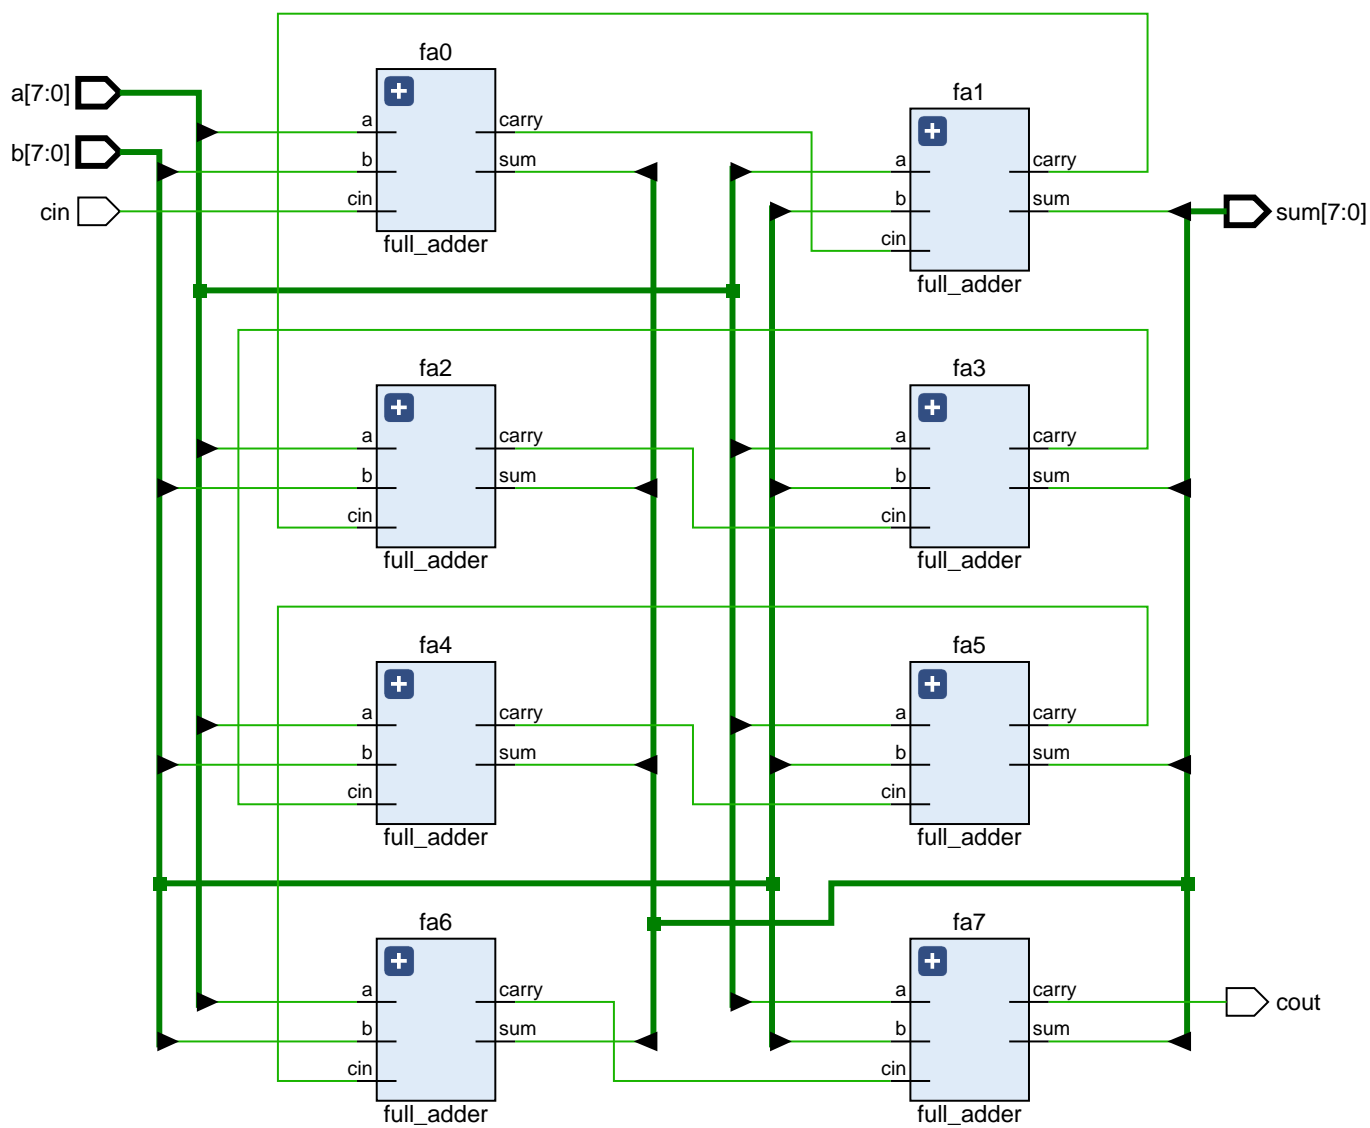 fa0
a[7:0]
a
carry
b[7:0]
b
sum
cin
cin
full_adder
fa1
a
carry
b
sum
cin
full_adder
sum[7:0]
fa2
a
carry
b
sum
cin
full_adder
fa3
a
carry
b
sum
cin
full_adder
fa4
a
carry
b
sum
cin
full_adder
fa5
a
carry
b
sum
cin
full_adder
fa6
a
carry
b
sum
cin
full_adder
fa7
a
carry
b
sum
cin
full_adder
cout